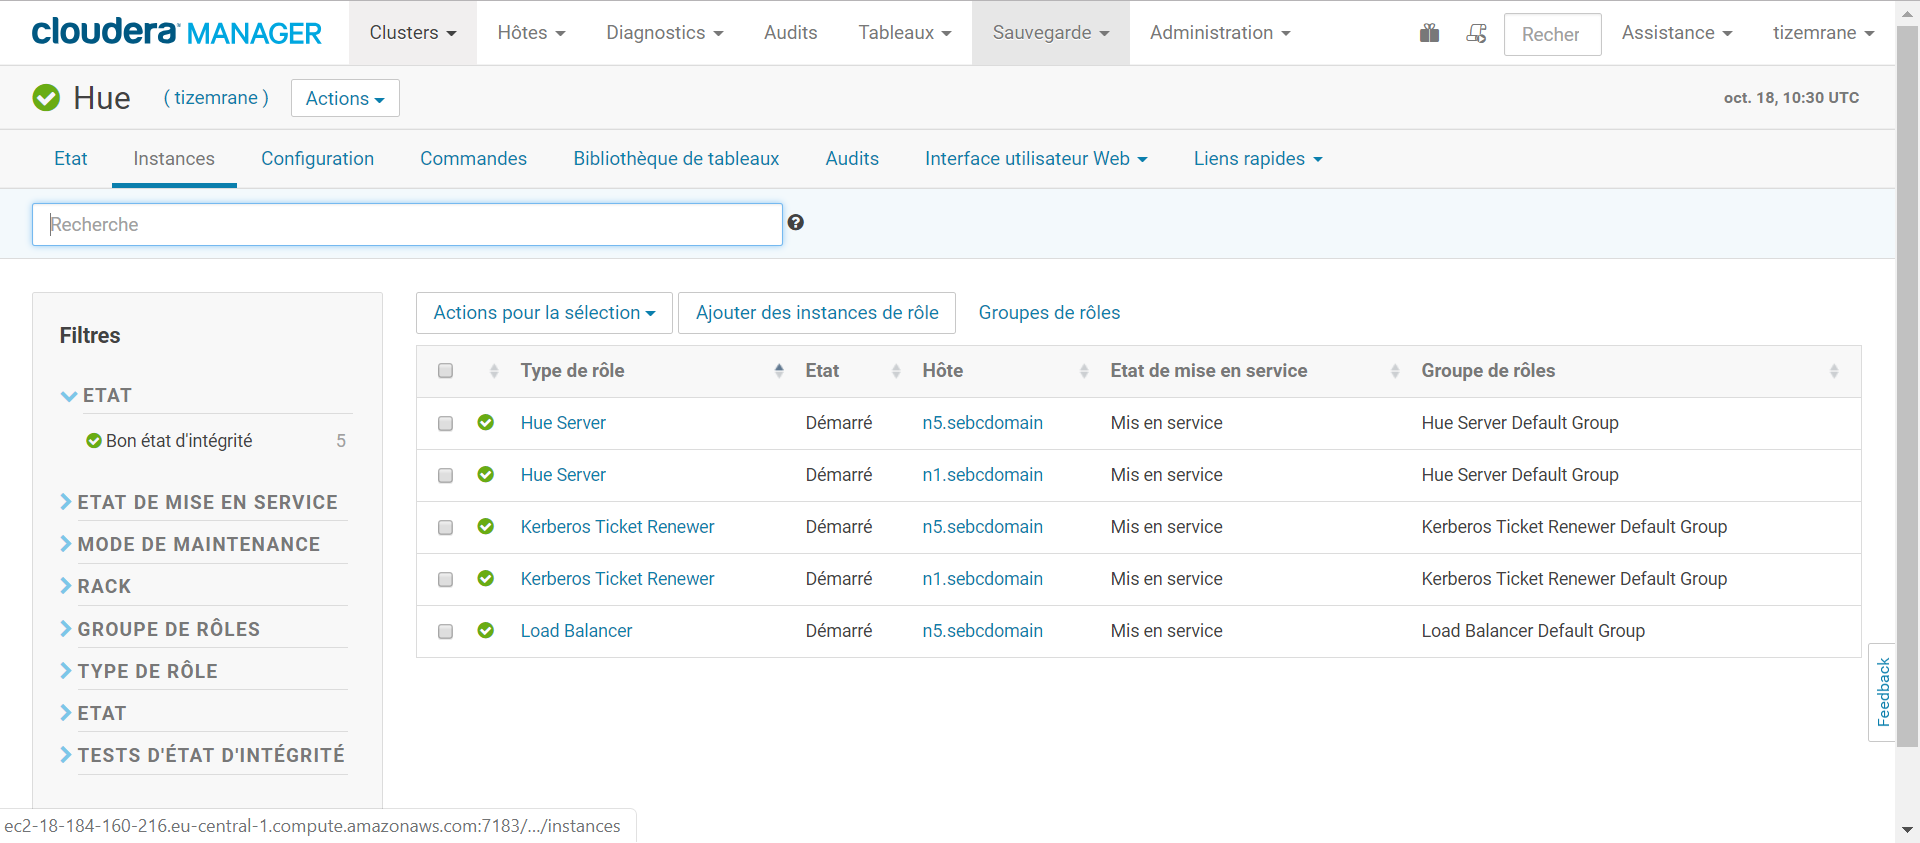 cloudera MANAGER Clusters Hôtes Diagnostics Audits Tableaux Sauvegarde Administration Recher Assistance tizemrane
Hue ( tizemrane ) Actions oct. 18, 10:30 UTC
Etat Instances Configuration Commandes Bibliothèque de tableaux Audits Interface utilisateur Web Liens rapides
Recherche ?
Filtres
ETAT
Bon état d'intégrité 5
ETAT DE MISE EN SERVICE
MODE DE MAINTENANCE
RACK
GROUPE DE RÔLES
TYPE DE RÔLE
ETAT
TESTS D'ÉTAT D'INTÉGRITÉ
Actions pour la sélection Ajouter des instances de rôle Groupes de rôles
Type de rôle Etat Hôte Etat de mise en service Groupe de rôles
Hue Server Démarré n5.sebcdomain Mis en service Hue Server Default Group
Hue Server Démarré n1.sebcdomain Mis en service Hue Server Default Group
Kerberos Ticket Renewer Démarré n5.sebcdomain Mis en service Kerberos Ticket Renewer Default Group
Kerberos Ticket Renewer Démarré n1.sebcdomain Mis en service Kerberos Ticket Renewer Default Group
Load Balancer Démarré n5.sebcdomain Mis en service Load Balancer Default Group
Feedback
ec2-18-184-160-216.eu-central-1.compute.amazonaws.com:7183/.../instances